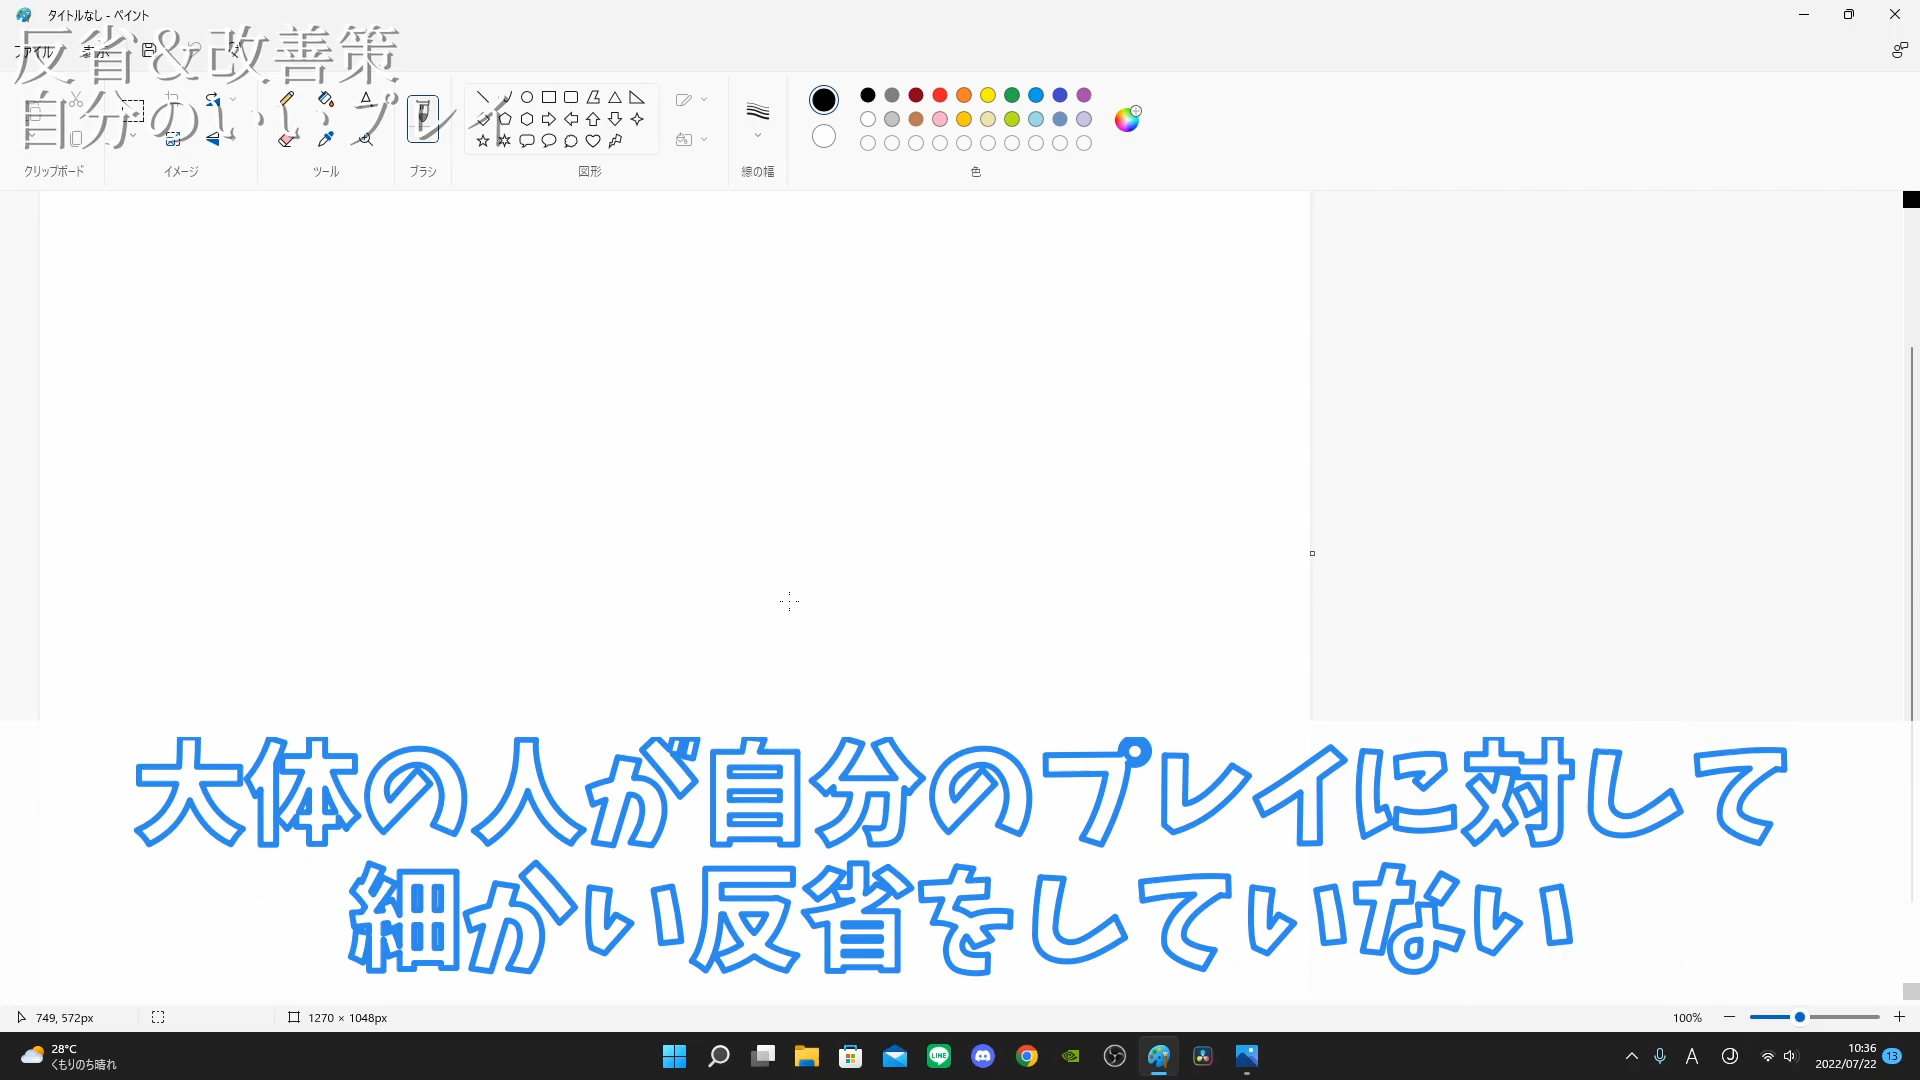 タイトルなし - ペイント
反省&改善策
ファイル 表示
自分のいいプレイ
クリップボード
イメージ
ツール
ブラシ
図形
線の幅
色
大体の人が自分のプレイに対して
細かい反省をしていない
749, 572px
1270 × 1048px
100%
28°C
くもりのち晴れ
LINE
A
10:36
2022/07/22
13